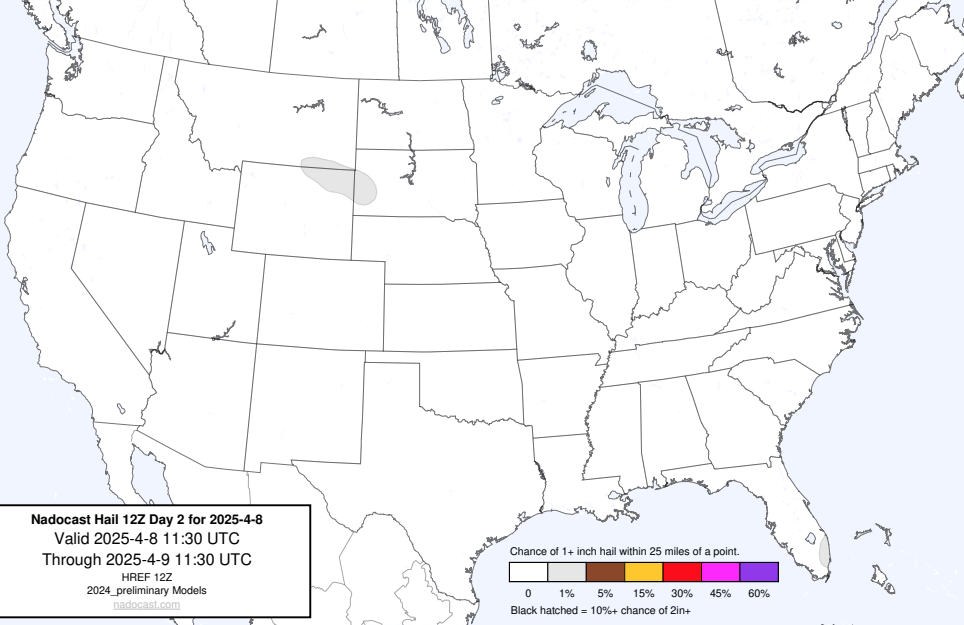 Nadocast Hail 12Z Day 2 for 2025-4-8
Valid 2025-4-8 11:30 UTC
Through 2025-4-9 11:30 UTC
HREF 12Z
2024_preliminary Models
nadocast.com
Chance of 1+ inch hail within 25 miles of a point.
0 1% 5% 15% 30% 45% 60%
Black hatched = 10%+ chance of 2in+